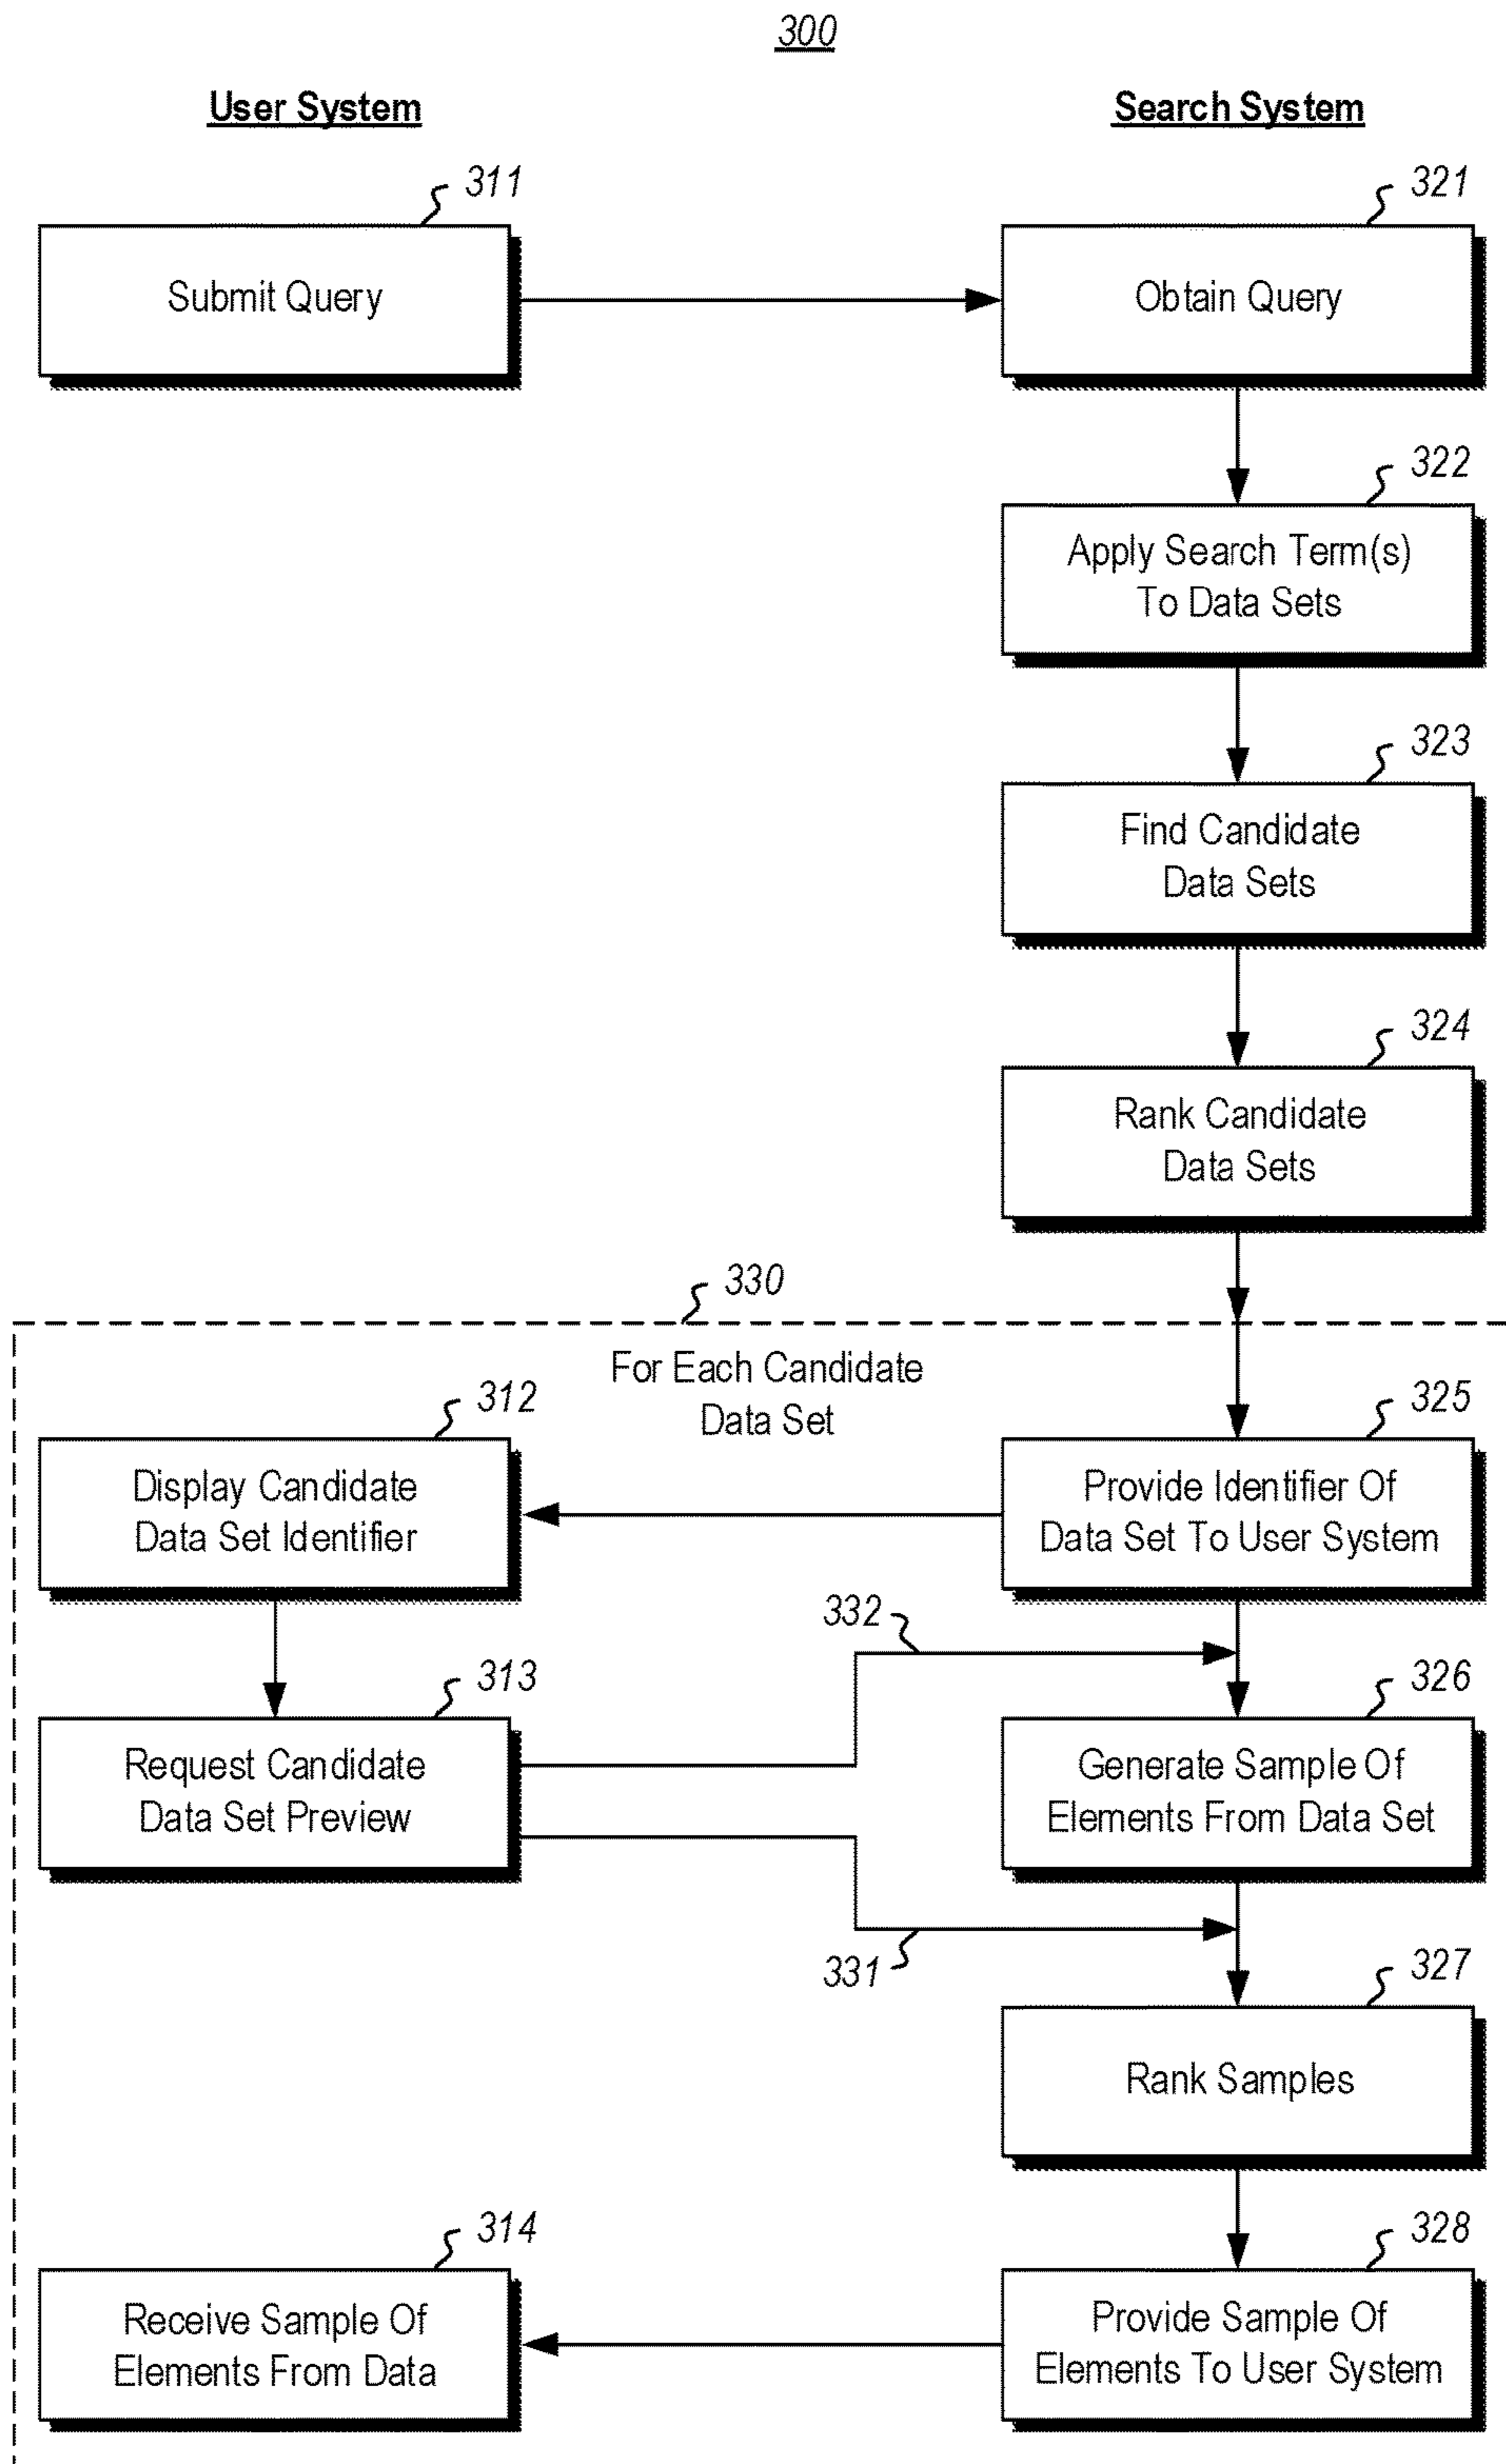 300
User System
Search System
311
321
Submit Query
Obtain Query
322
Apply Search Term(s)
To Data Sets
323
Find Candidate
Data Sets
324
Rank Candidate
Data Sets
330
For Each Candidate
Data Set
312
325
Display Candidate
Data Set Identifier
Provide Identifier Of
Data Set To User System
332
313
326
Request Candidate
Data Set Preview
Generate Sample Of
Elements From Data Set
331
327
Rank Samples
314
328
Receive Sample Of
Elements From Data
Provide Sample Of
Elements To User System